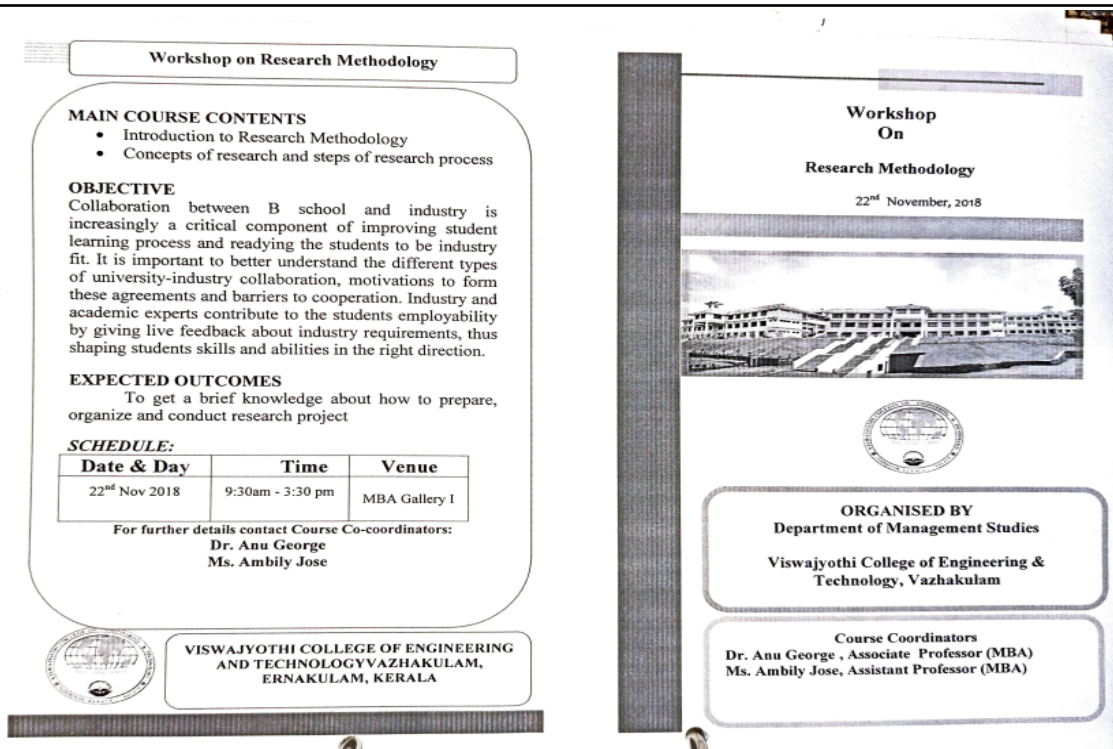 Workshop on Research Methodology
MAIN COURSE CONTENTS
• Introduction to Research Methodology
• Concepts of research and steps of research process
OBJECTIVE
Collaboration between B school and industry is
increasingly a critical component of improving student
learning process and readying the students to be industry
fit. It is important to better understand the different types
of university-industry collaboration, motivations to form
these agreements and barriers to cooperation. Industry and
academic experts contribute to the students employability
by giving live feedback about industry requirements, thus
shaping students skills and abilities in the right direction.
EXPECTED OUTCOMES
To get a brief knowledge about how to prepare,
organize and conduct research project
SCHEDULE:
Date & Day Time Venue
22nd Nov 2018 9:30am - 3:30 pm MBA Gallery I
For further details contact Course Co-coordinators:
Dr. Anu George
Ms. Ambily Jose
VISWAJYOTHI COLLEGE OF ENGINEERING
AND TECHNOLOGYVAZHAKULAM,
ERNAKULAM, KERALA
Workshop
On
Research Methodology
22nd November, 2018
ORGANISED BY
Department of Management Studies
Viswajyothi College of Engineering &
Technology, Vazhakulam
Course Coordinators
Dr. Anu George , Associate Professor (MBA)
Ms. Ambily Jose, Assistant Professor (MBA)